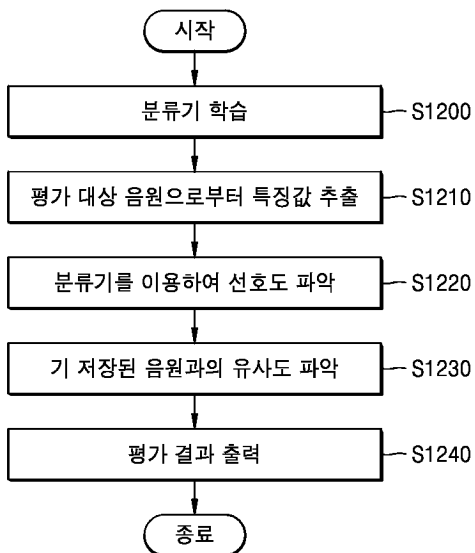 시작
분류기 학습
S1200
평가 대상 음원으로부터 특징값 추출
S1210
분류기를 이용하여 선호도 파악
S1220
기 저장된 음원과의 유사도 파악
S1230
평가 결과 출력
S1240
종료